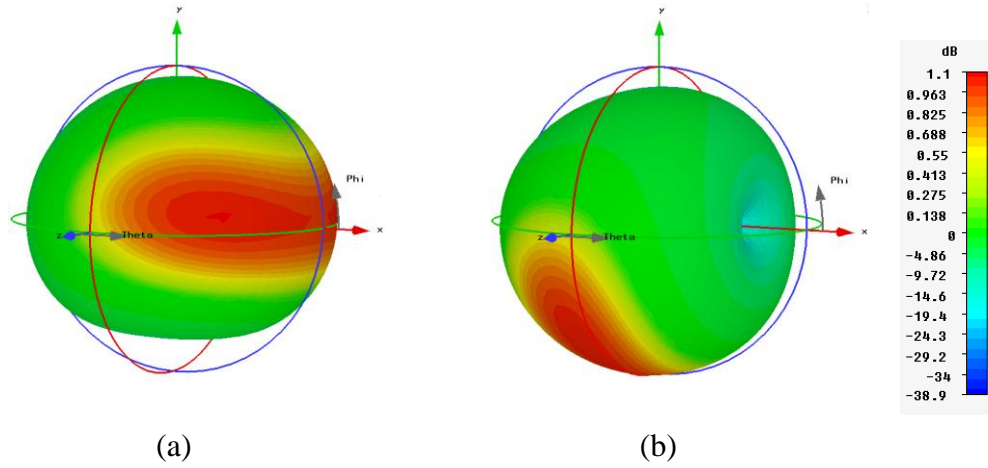 y
Phi
z Theta x
(a)
y
Phi
z Theta x
(b)
dB
1.1
0.963
0.825
0.688
0.55
0.413
0.275
0.138
0
-4.86
-9.72
-14.6
-19.4
-24.3
-29.2
-34
-38.9